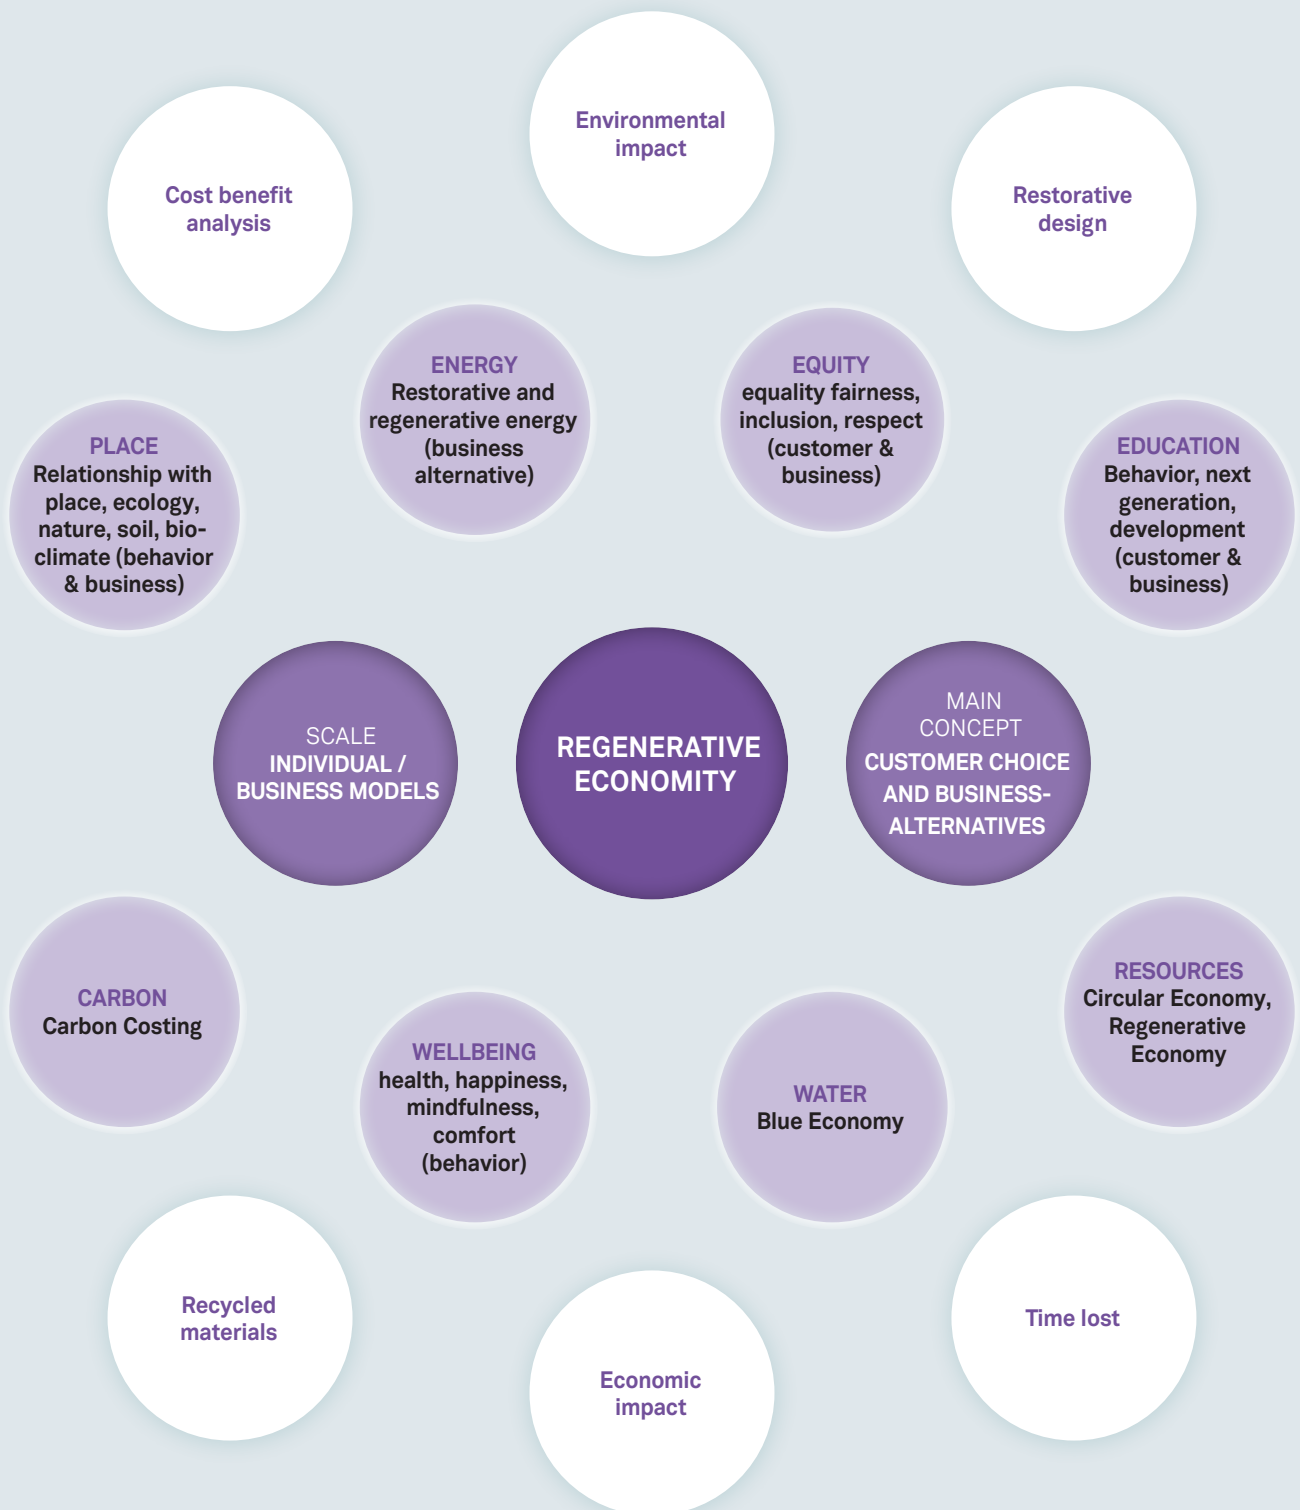 Environmental
impact
Cost benefit
analysis
Restorative
design
ENERGY
Restorative and
regenerative energy
(business
alternative)
EQUITY
equality fairness,
inclusion, respect
(customer &
business)
PLACE
Relationship with
place, ecology,
nature, soil, bio-
climate (behavior
& business)
EDUCATION
Behavior, next
generation,
development
(customer &
business)
SCALE
INDIVIDUAL /
BUSINESS MODELS
REGENERATIVE
ECONOMITY
MAIN
CONCEPT
CUSTOMER CHOICE
AND BUSINESS-
ALTERNATIVES
CARBON
Carbon Costing
WELLBEING
health, happiness,
mindfulness,
comfort
(behavior)
WATER
Blue Economy
RESOURCES
Circular Economy,
Regenerative
Economy
Recycled
materials
Economic
impact
Time lost